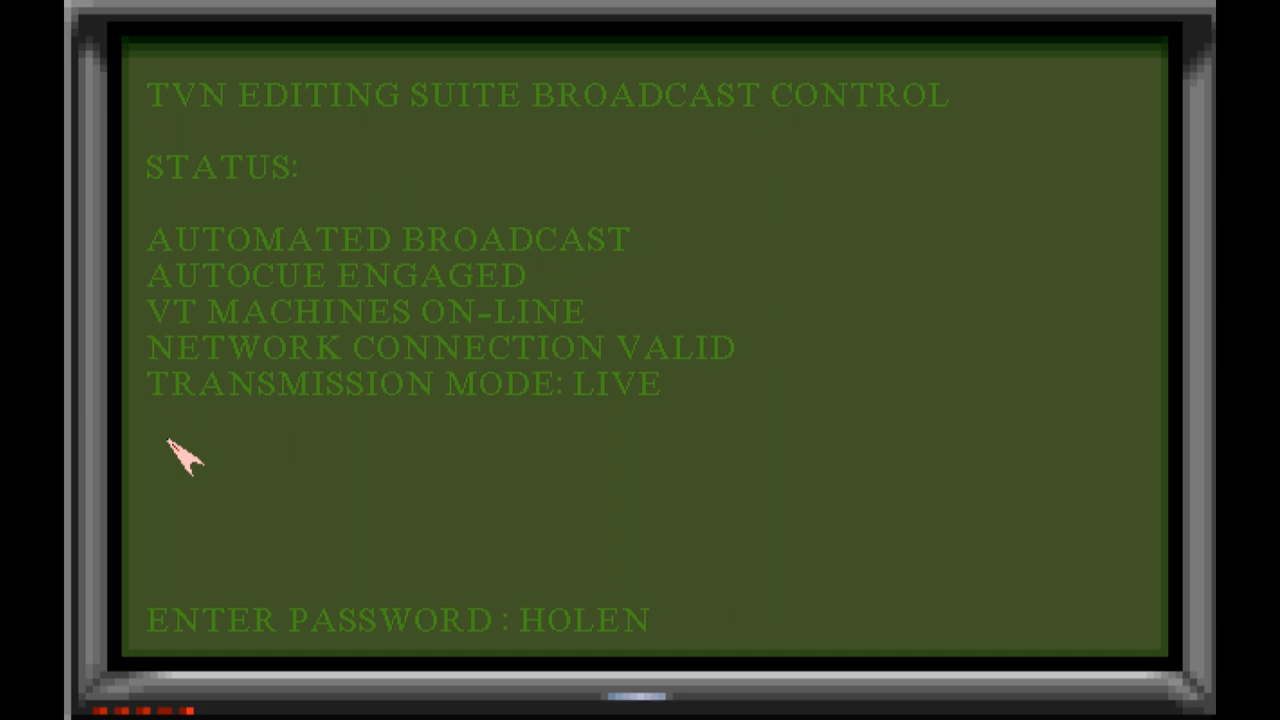 TVN EDITING SUITE BROADCAST CONTROL
STATUS:
AUTOMATED BROADCAST
AUTOCUE ENGAGED
VT MACHINES ON-LINE
NETWORK CONNECTION VALID
TRANSMISSION MODE: LIVE
ENTER PASSWORD : HOLEN